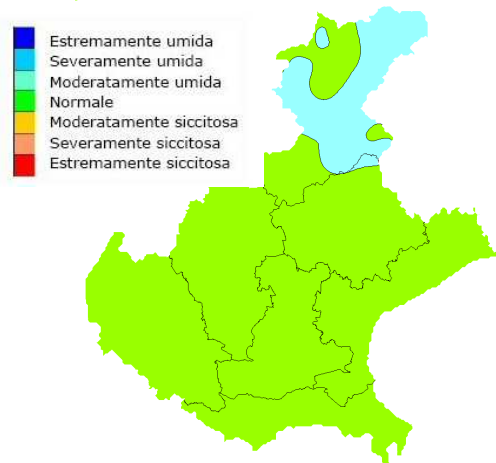 Estremamente umida
Severamente umida
Moderatamente umida
Normale
Moderatamente siccitosa
Severamente siccitosa
Estremamente siccitosa